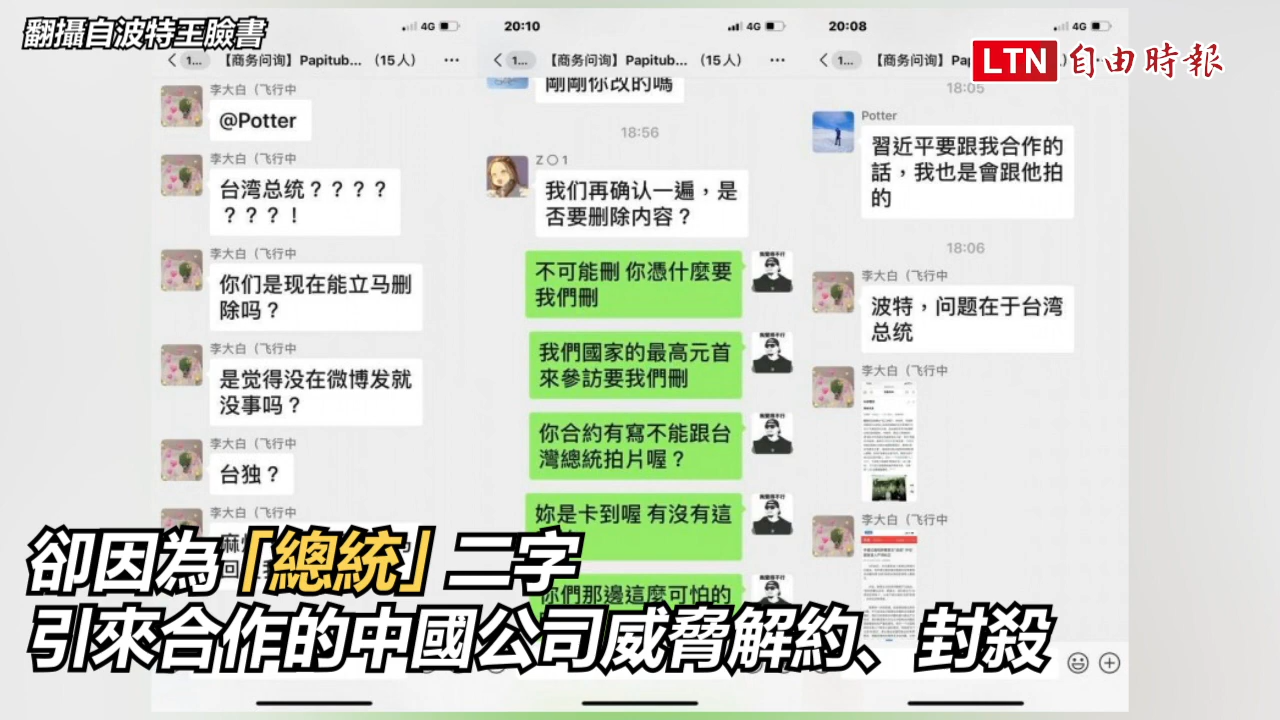 翻攝自波特王臉書
LTN 自由時報
4G
1... 【商务问询】Papitub... （15人） ...
李大白（飞行中
@Potter
李大白（飞行中
台湾总统？？？？
？？？！
李大白（飞行中
你们是现在能立马删
除吗？
李大白（飞行中
是觉得没在微博发就
没事吗？
李大白（飞行中
台独？
李大白（飞行中
20:10 4G
1... 【商务问询】Papitub... （15人） ...
剛剛你改的嗎
18:56
Z〇1
我们再确认一遍，是
否要删除内容？
不可能刪 你憑什麼要
我們刪
我們國家的最高元首
來參訪要我們刪
你合約有寫不能跟台
灣總統拍片喔？
妳是卡到喔 有沒有這
你們那邊這麼可怕的
20:08 4G
1... 【商务问询】Pa
18:05
Potter
習近平要跟我合作的
話，我也是會跟他拍
的
18:06
李大白（飞行中
波特，问题在于台湾
总统
李大白（飞行中
李大白（飞行中
卻因為「總統」二字
引來合作的中國公司威脅解約、封殺